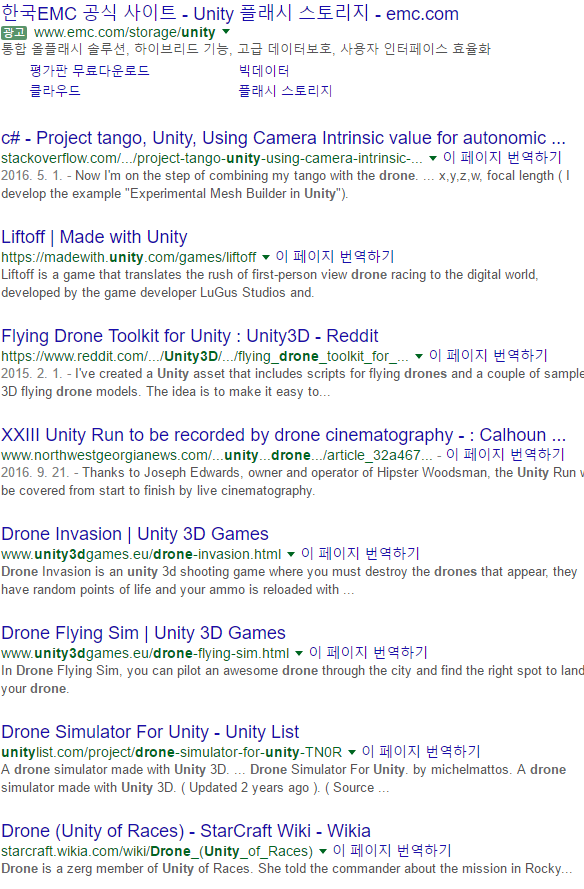 한국EMC 공식 사이트 - Unity 플래시 스토리지 - emc.com
광고 www.emc.com/storage/unity
통합 올플래시 솔루션, 하이브리드 기능, 고급 데이터보호, 사용자 인터페이스 효율화
평가판 무료다운로드 빅데이터
클라우드 플래시 스토리지
c# - Project tango, Unity, Using Camera Intrinsic value for autonomic ...
stackoverflow.com/.../project-tango-unity-using-camera-intrinsic-... 이 페이지 번역하기
2016. 5. 1. - Now I'm on the step of combining my tango with the drone. ... x,y,z,w, focal length ( I
develop the example "Experimental Mesh Builder in Unity").
Liftoff | Made with Unity
https://madewith.unity.com/games/liftoff 이 페이지 번역하기
Liftoff is a game that translates the rush of first-person view drone racing to the digital world,
developed by the game developer LuGus Studios and.
Flying Drone Toolkit for Unity : Unity3D - Reddit
https://www.reddit.com/.../Unity3D/.../flying_drone_toolkit_for_... 이 페이지 번역하기
2015. 2. 1. - I've created a Unity asset that includes scripts for flying drones and a couple of sample
3D flying drone models. The idea is to make it easy to...
XXIII Unity Run to be recorded by drone cinematography - : Calhoun ...
www.northwestgeorgianews.com/...unity...drone.../article_32a467... - 이 페이지 번역하기
2016. 9. 21. - Thanks to Joseph Edwards, owner and operator of Hipster Woodsman, the Unity Run w
be covered from start to finish by live cinematography.
Drone Invasion | Unity 3D Games
www.unity3dgames.eu/drone-invasion.html 이 페이지 번역하기
Drone Invasion is an unity 3d shooting game where you must destroy the drones that appear, they
have random points of life and your ammo is reloaded with ...
Drone Flying Sim | Unity 3D Games
www.unity3dgames.eu/drone-flying-sim.html 이 페이지 번역하기
In Drone Flying Sim, you can pilot an awesome drone through the city and find the right spot to land
your drone.
Drone Simulator For Unity - Unity List
unitylist.com/project/drone-simulator-for-unity-TN0R 이 페이지 번역하기
A drone simulator made with Unity 3D. ... Drone Simulator For Unity. by michelmattos. A drone
simulator made with Unity 3D. ( Updated 2 years ago ). ( Source ...
Drone (Unity of Races) - StarCraft Wiki - Wikia
starcraft.wikia.com/wiki/Drone_(Unity_of_Races) 이 페이지 번역하기
Drone is a zerg member of Unity of Races. She told the commander about the mission in Rocky...